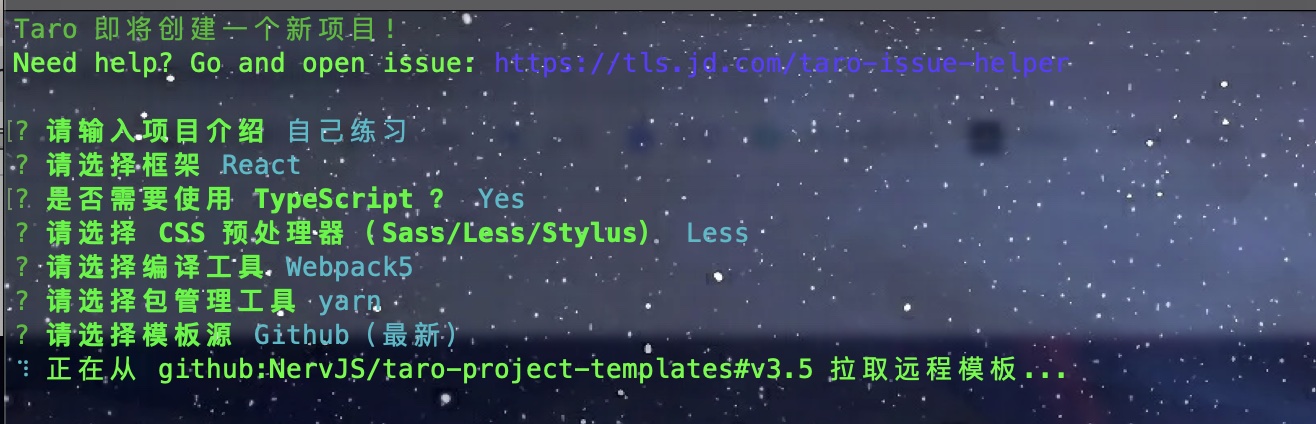 Taro 即将创建一个新项目!
Need help? Go and open issue: https://tls.jd.com/taro-issue-helper
[? 请输入项目介绍 自己练习
? 请选择框架 React
[? 是否需要使用 TypeScript ? Yes
? 请选择 CSS 预处理器 (Sass/Less/Stylus) Less
? 请选择编译工具 Webpack5
? 请选择包管理工具 yarn
? 请选择模板源 Github (最新)
⠹ 正在从 github:NervJS/taro-project-templates#v3.5 拉取远程模板...